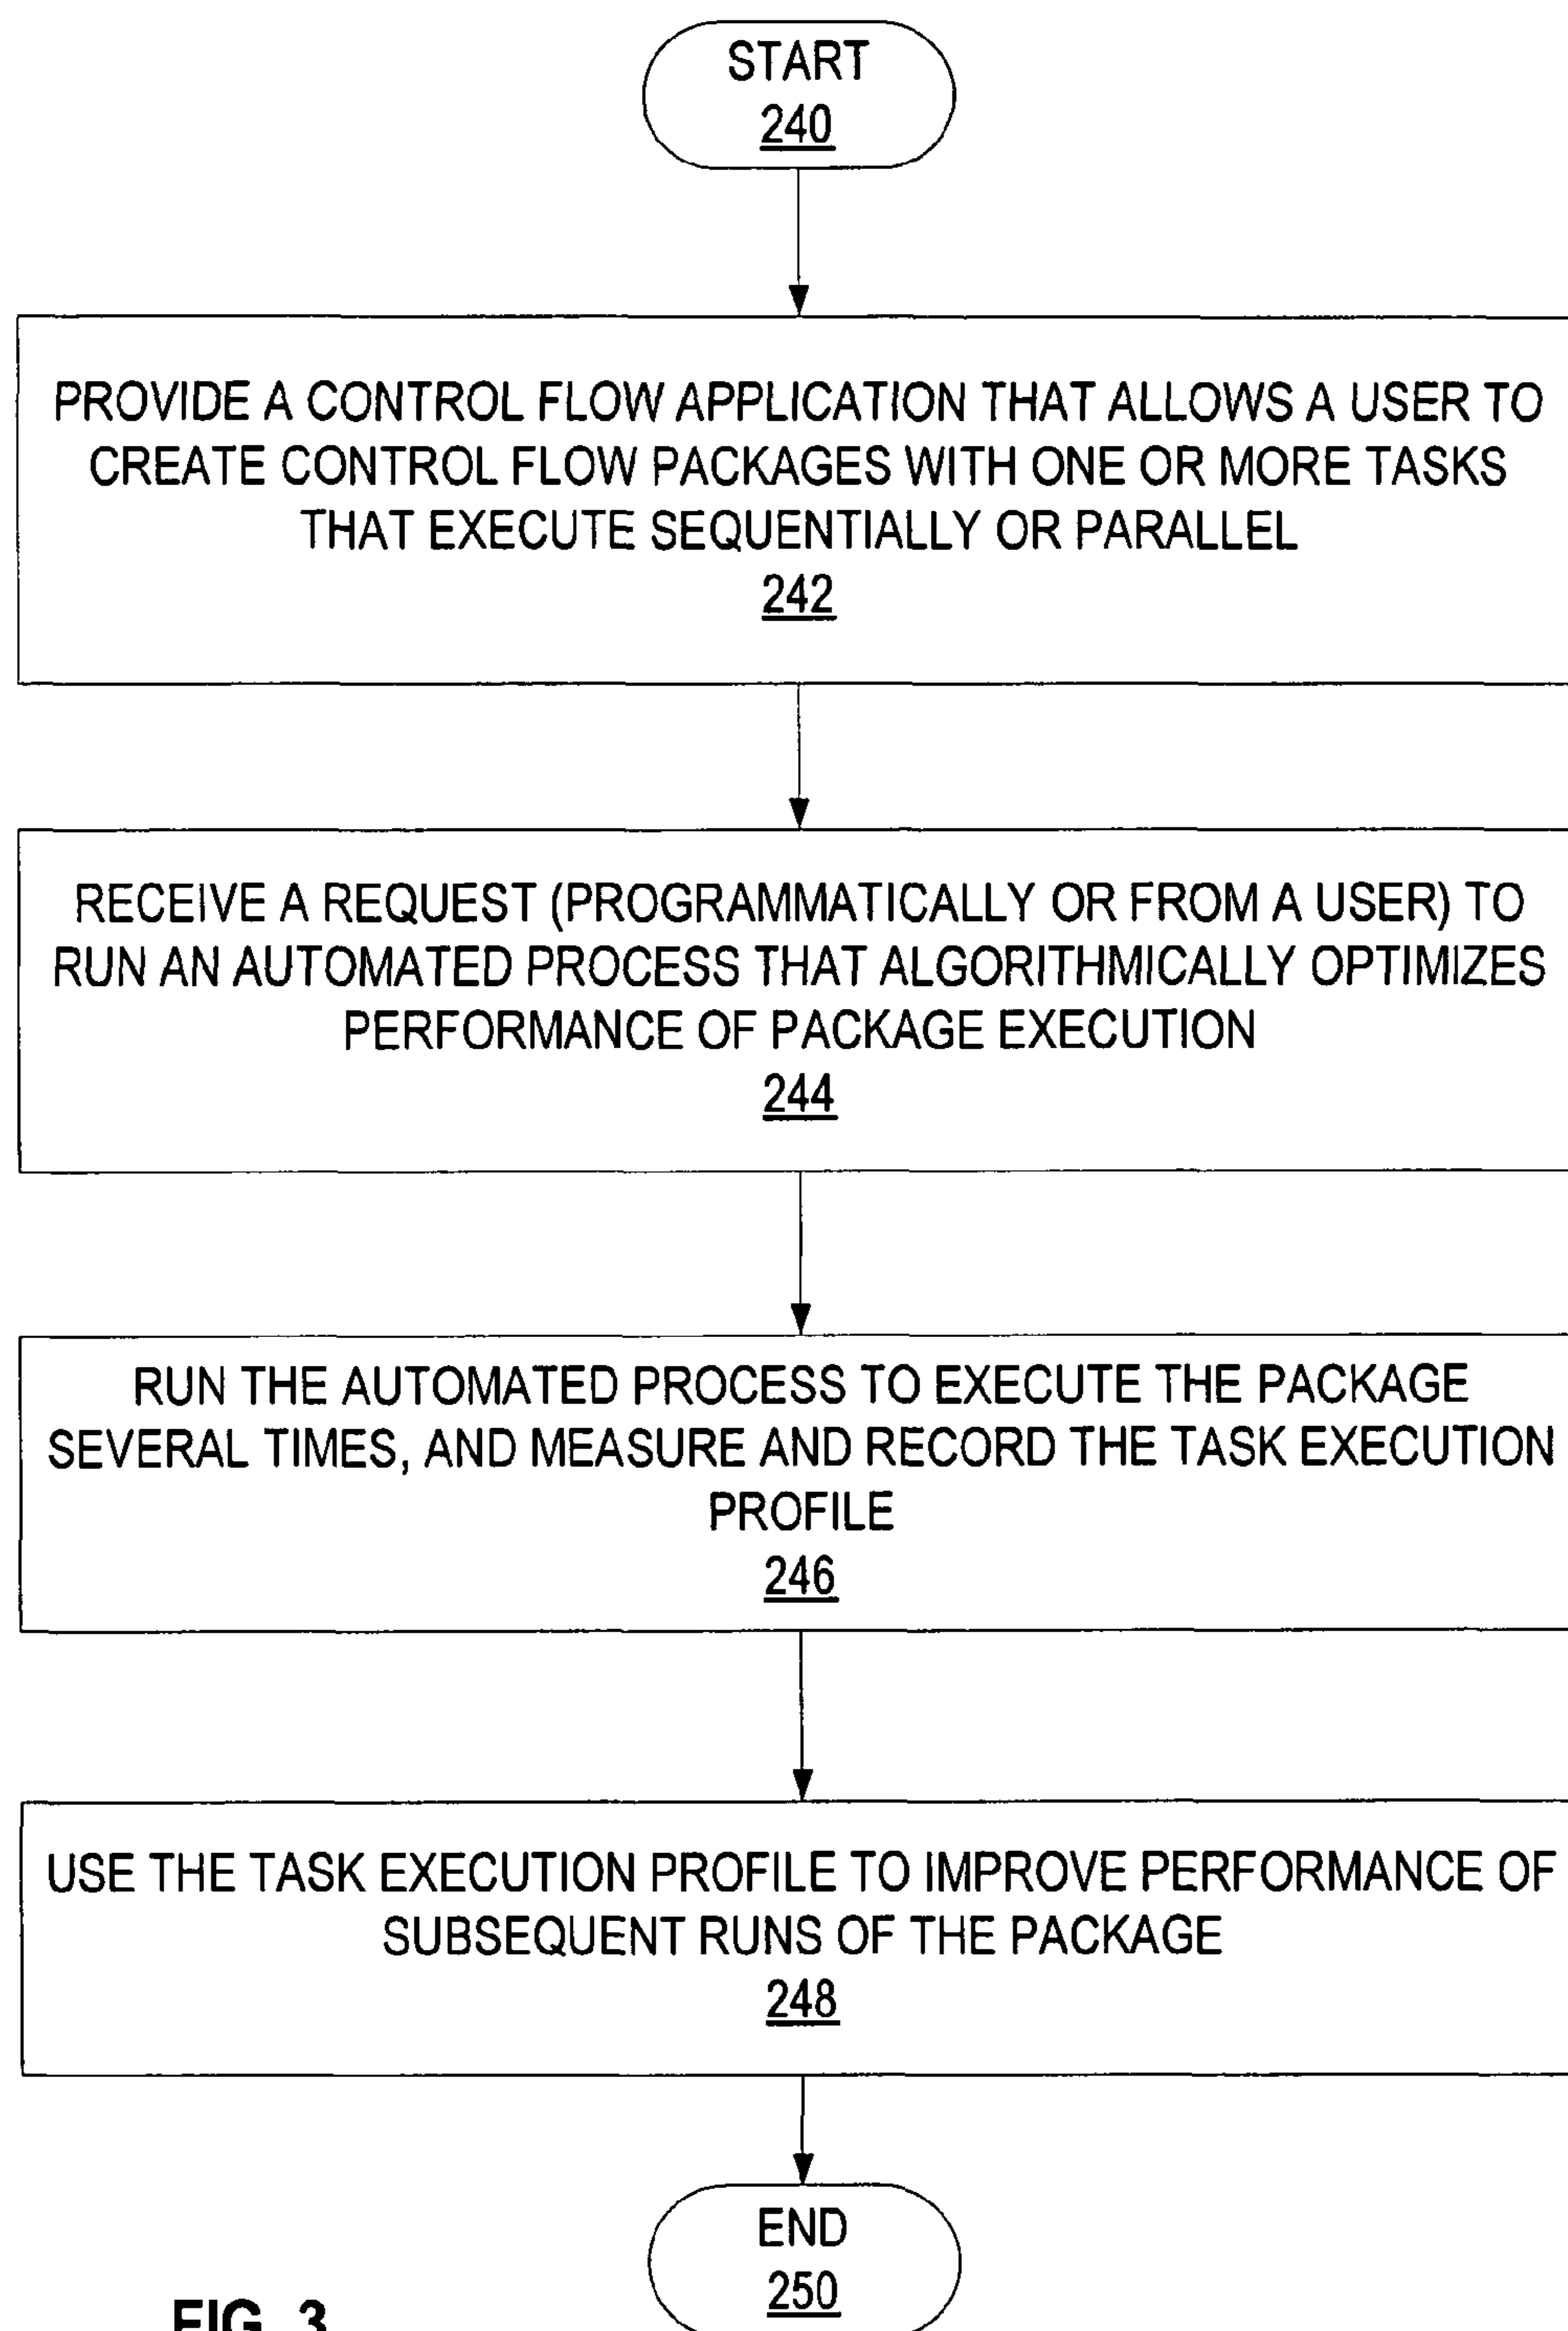 START
240
PROVIDE A CONTROL FLOW APPLICATION THAT ALLOWS A USER TO
CREATE CONTROL FLOW PACKAGES WITH ONE OR MORE TASKS
THAT EXECUTE SEQUENTIALLY OR PARALLEL
242
RECEIVE A REQUEST (PROGRAMMATICALLY OR FROM A USER) TO
RUN AN AUTOMATED PROCESS THAT ALGORITHMICALLY OPTIMIZES
PERFORMANCE OF PACKAGE EXECUTION
244
RUN THE AUTOMATED PROCESS TO EXECUTE THE PACKAGE
SEVERAL TIMES, AND MEASURE AND RECORD THE TASK EXECUTION
PROFILE
246
USE THE TASK EXECUTION PROFILE TO IMPROVE PERFORMANCE OF
SUBSEQUENT RUNS OF THE PACKAGE
248
END
250
FIG. 3